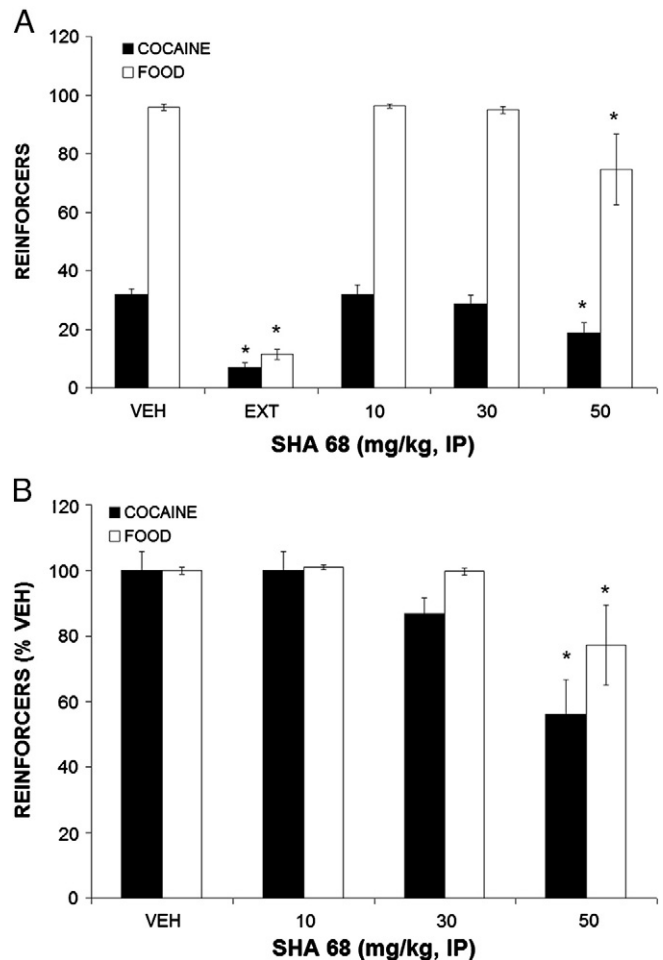 A
120
COCAINE
FOOD
100
*
80
REINFORCERS
60
40
*
*
*
20
0
VEH EXT 10 30 50
SHA 68 (mg/kg, IP)
B
120
COCAINE
FOOD
100
*
80
REINFORCERS (% VEH)
*
60
40
20
0
VEH 10 30 50
SHA 68 (mg/kg, IP)